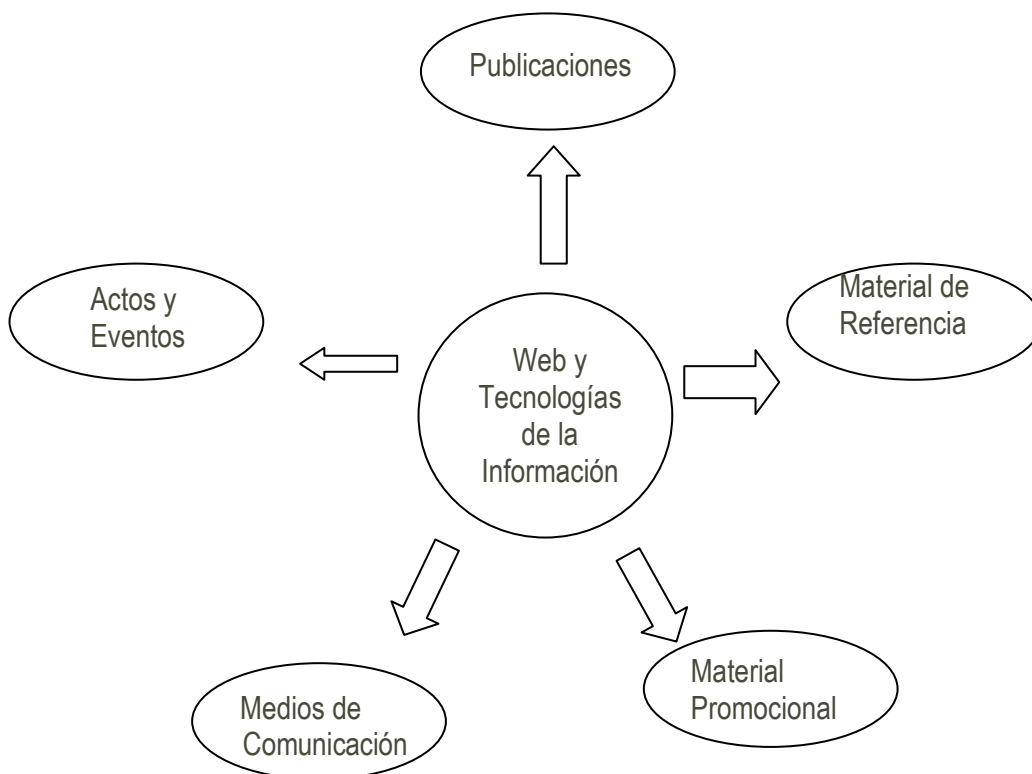 Publicaciones
Actos y
Eventos
Material de
Referencia
Web y
Tecnologías
de la
Información
Medios de
Comunicación
Material
Promocional